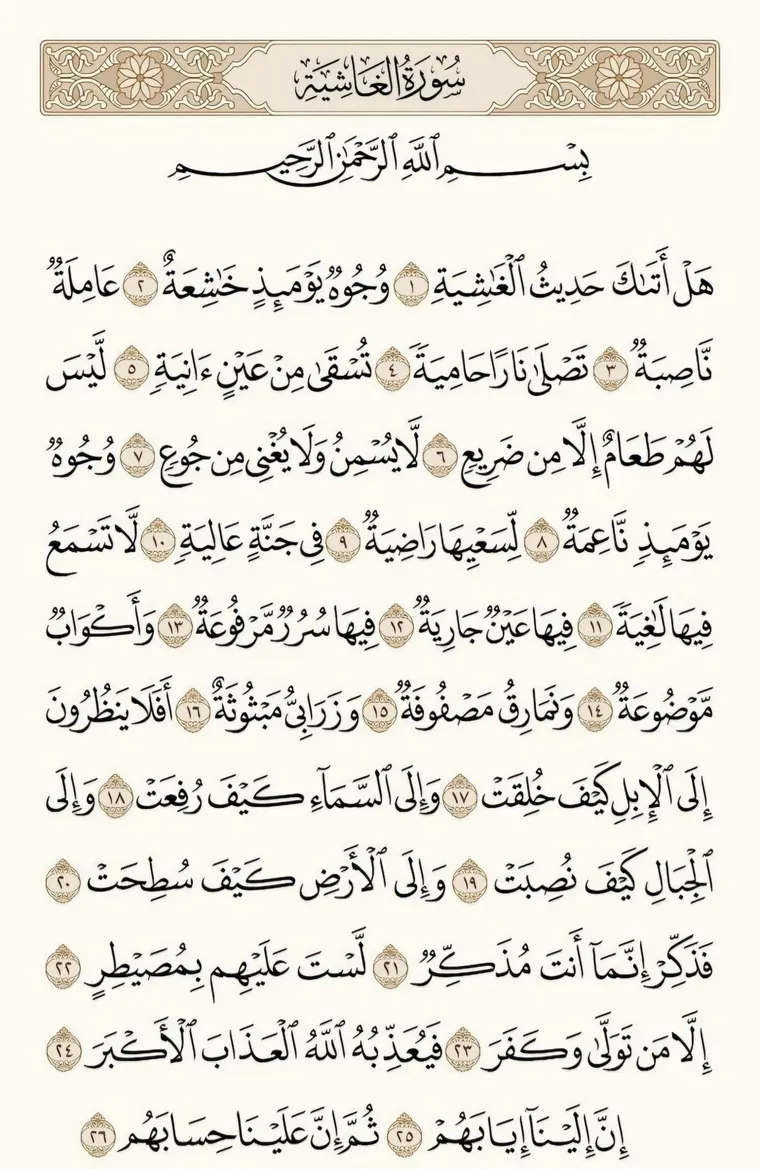 سُورَةُ الغَاشِيَةِ
بِسْمِ ٱللَّهِ ٱلرَّحْمَٰنِ ٱلرَّحِيمِ
هَلْ أَتَىٰكَ حَدِيثُ ٱلْغَٰشِيَةِ ١ وُجُوهٌ يَوْمَئِذٍ خَٰشِعَةٌ ٢ عَامِلَةٌ
نَّاصِبَةٌ ٣ تَصْلَىٰ نَارًا حَامِيَةً ٤ تُسْقَىٰ مِنْ عَيْنٍ ءَانِيَةٍ ٥ لَّيْسَ
لَهُمْ طَعَامٌ إِلَّا مِن ضَرِيعٍ ٦ لَّا يُسْمِنُ وَلَا يُغْنِى مِن جُوعٍ ٧ وُجُوهٌ
يَوْمَئِذٍ نَّاعِمَةٌ ٨ لِّسَعْيِهَا رَاضِيَةٌ ٩ فِى جَنَّةٍ عَالِيَةٍ ١٠ لَّا تَسْمَعُ
فِيهَا لَٰغِيَةً ١١ فِيهَا عَيْنٌ جَارِيَةٌ ١٢ فِيهَا سُرُرٌ مَّرْفُوعَةٌ ١٣ وَأَكْوَابٌ
مَّوْضُوعَةٌ ١٤ وَنَمَارِقُ مَصْفُوفَةٌ ١٥ وَزَرَابِىُّ مَبْثُوثَةٌ ١٦ أَفَلَا يَنظُرُونَ
إِلَى ٱلْإِبِلِ كَيْفَ خُلِقَتْ ١٧ وَإِلَى ٱلسَّمَآءِ كَيْفَ رُفِعَتْ ١٨ وَإِلَى
ٱلْجِبَالِ كَيْفَ نُصِبَتْ ١٩ وَإِلَى ٱلْأَرْضِ كَيْفَ سُطِحَتْ ٢٠
فَذَكِّرْ إِنَّمَآ أَنتَ مُذَكِّرٌ ٢١ لَّسْتَ عَلَيْهِم بِمُصَيْطِرٍ ٢٢
إِلَّا مَن تَوَلَّىٰ وَكَفَرَ ٢٣ فَيُعَذِّبُهُ ٱللَّهُ ٱلْعَذَابَ ٱلْأَكْبَرَ ٢٤
إِنَّ إِلَيْنَآ إِيَابَهُمْ ٢٥ ثُمَّ إِنَّ عَلَيْنَا حِسَابَهُم ٢٦